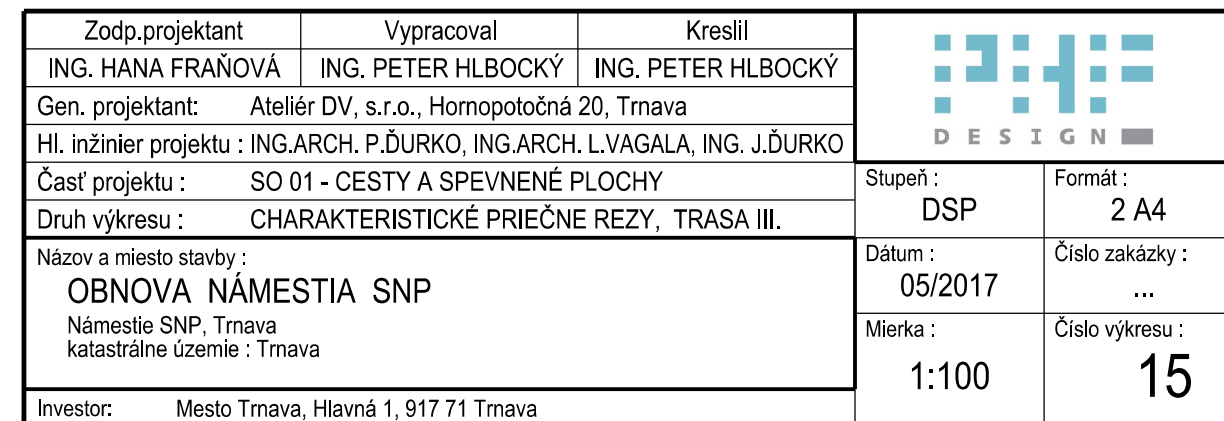 Zodp.projektant Vypracoval Kreslil
ING. HANA FRAŇOVÁ ING. PETER HLBOCKÝ ING. PETER HLBOCKÝ
Gen. projektant: Ateliér DV, s.r.o., Hornopotočná 20, Trnava
Hl. inžinier projektu : ING.ARCH. P.ĎURKO, ING.ARCH. L.VAGALA, ING. J.ĎURKO
PHF
DESIGN
Časť projektu : SO 01 - CESTY A SPEVNENÉ PLOCHY
Druh výkresu : CHARAKTERISTICKÉ PRIEČNE REZY, TRASA III.
Stupeň : Formát :
DSP 2 A4
Názov a miesto stavby :
OBNOVA NÁMESTIA SNP
Námestie SNP, Trnava
katastrálne územie : Trnava
Dátum : Číslo zakázky :
05/2017 ...
Mierka : Číslo výkresu :
1:100 15
Investor: Mesto Trnava, Hlavná 1, 917 71 Trnava